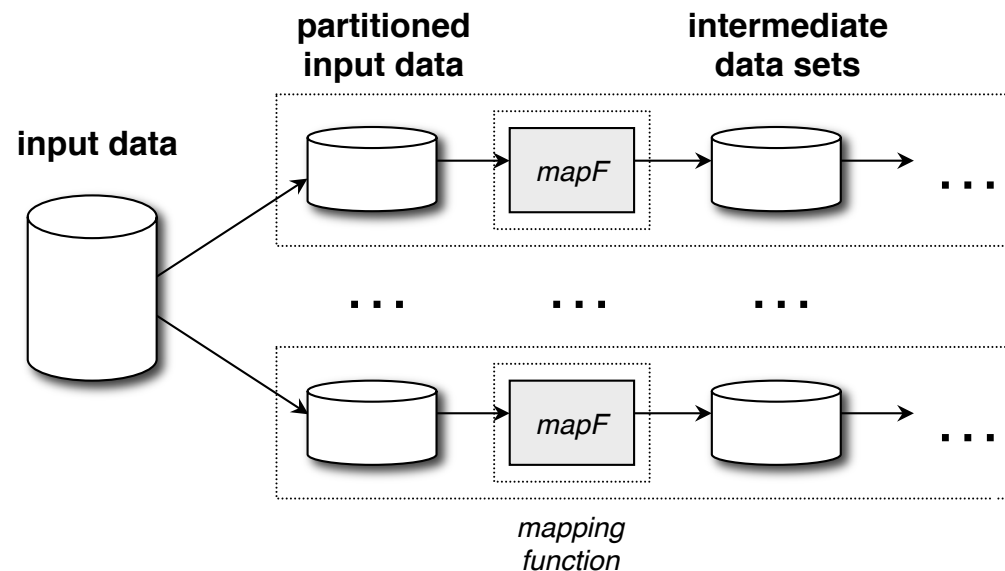 partitioned
input data
intermediate
data sets
input data
mapF
...
... ... ...
mapF
...
mapping
function